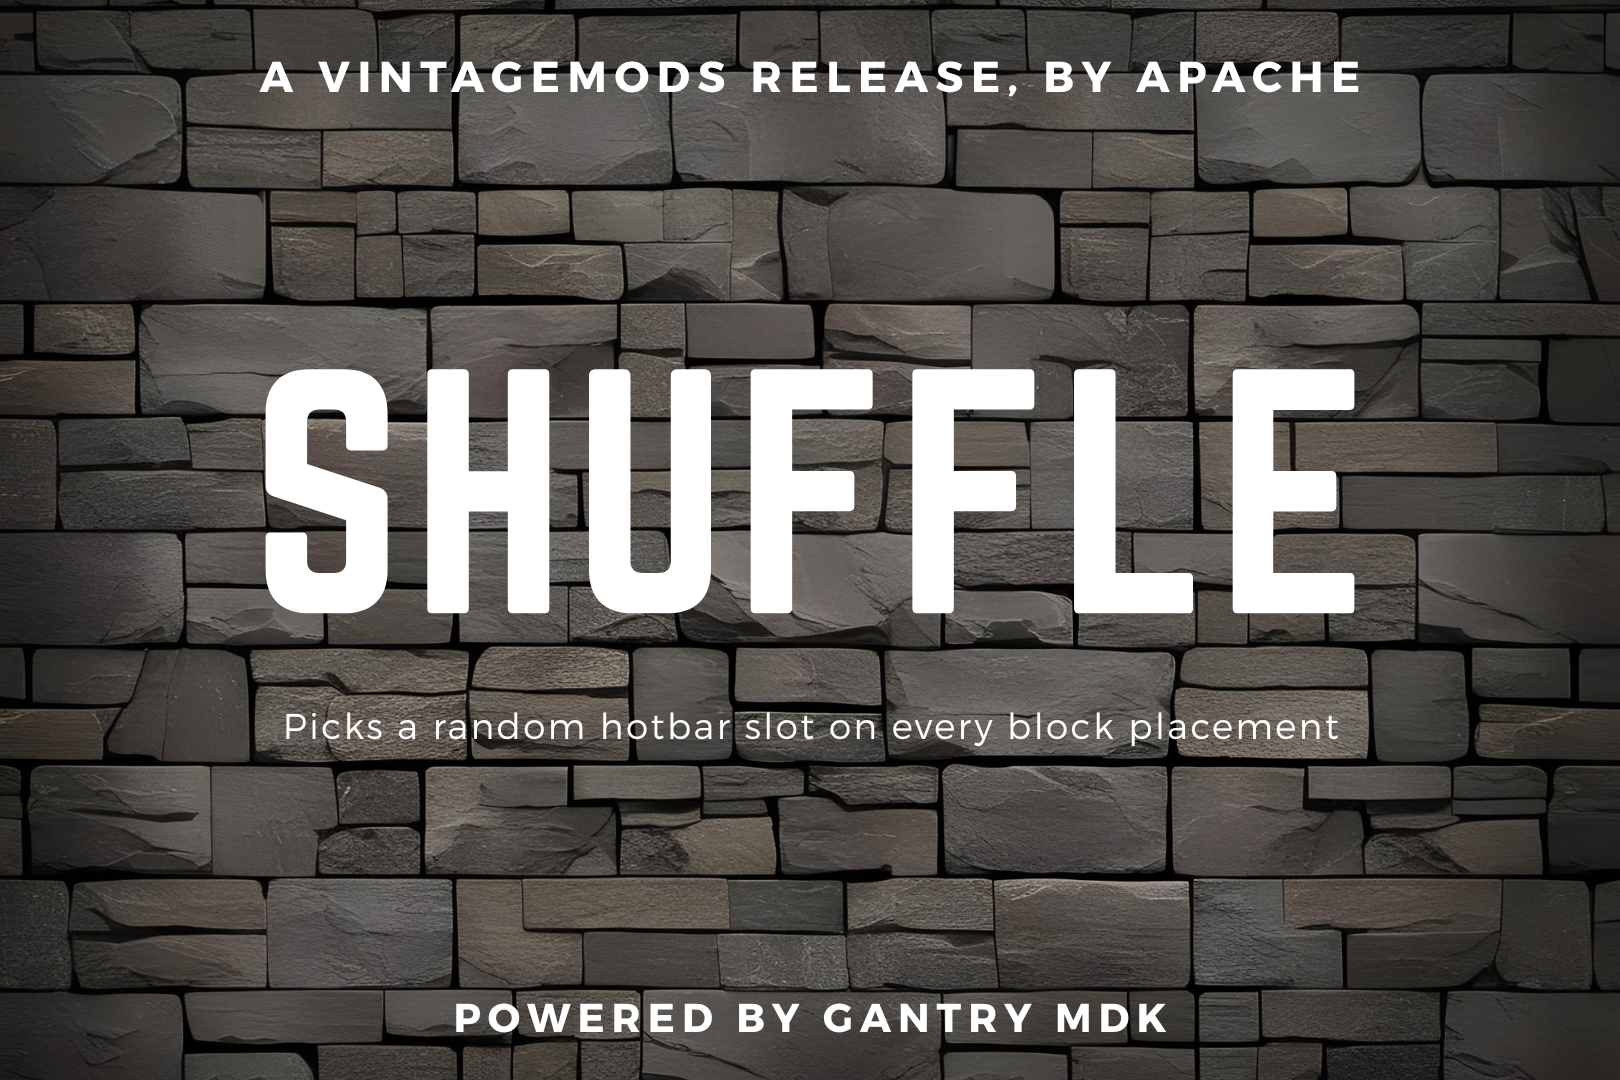 A VINTAGEMODS RELEASE, BY APACHE
SHUFFLE
Picks a random hotbar slot on every block placement
POWERED BY GANTRY MDK